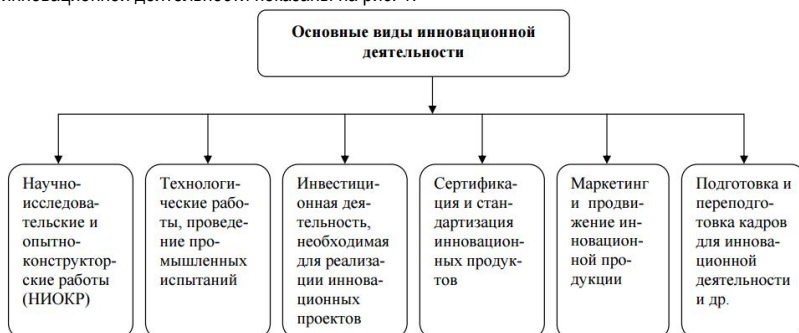 инновационной деятельности показаны на рис. 1.
Основные виды инновационной
деятельности
Научно-
исследова-
тельские и
опытно-
конструктор-
ские работы
(НИОКР)
Технологи-
ческие рабо-
ты, проведе-
ние про-
мышленных
испытаний
Инвестици-
онная дея-
тельность,
необходимая
для реализа-
ции иннова-
ционных
проектов
Сертифика-
ция и стан-
дартизация
инновацион-
ных продук-
тов
Маркетинг
и продви-
жение ин-
новацион-
ной про-
дукции
Подготовка и
переподго-
товка кадров
для иннова-
ционной
деятельности
и др.